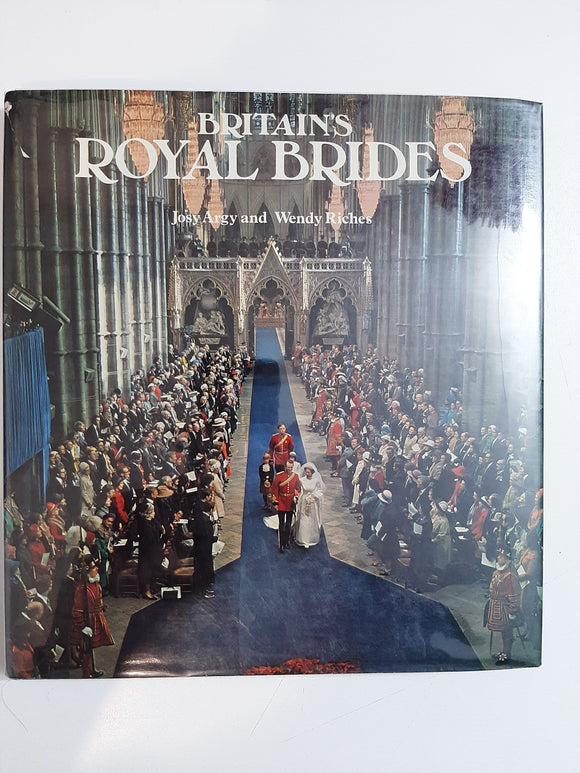 BRITAIN'S
ROYAL BRIDES
Josy Argy and Wendy Riches